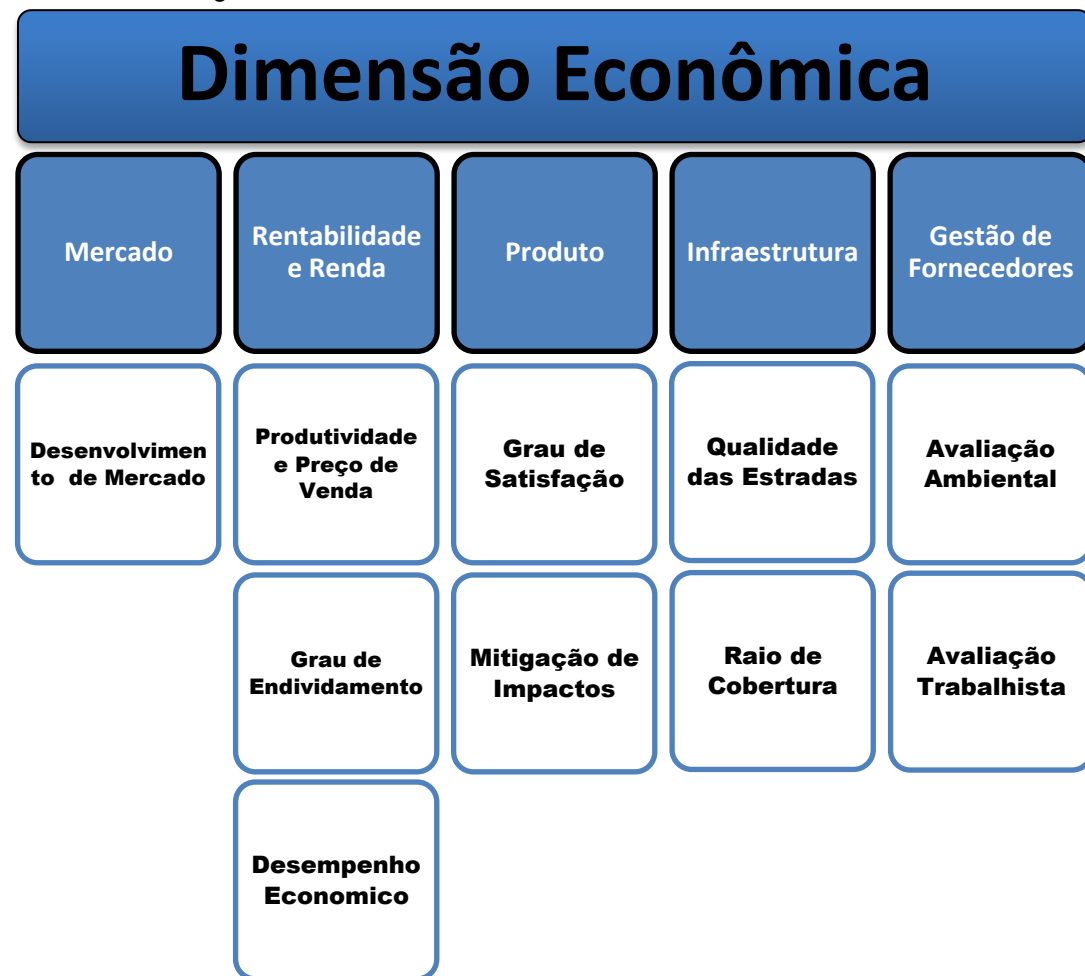 Dimensão Econômica
Mercado
Rentabilidade
e Renda
Produto
Infraestrutura
Gestão de
Fornecedores
Desenvolvimen
to de Mercado
Produtividade
e Preço de
Venda
Grau de
Satisfação
Qualidade
das Estradas
Avaliação
Ambiental
Grau de
Endividamento
Mitigação de
Impactos
Raio de
Cobertura
Avaliação
Trabalhista
Desempenho
Economico